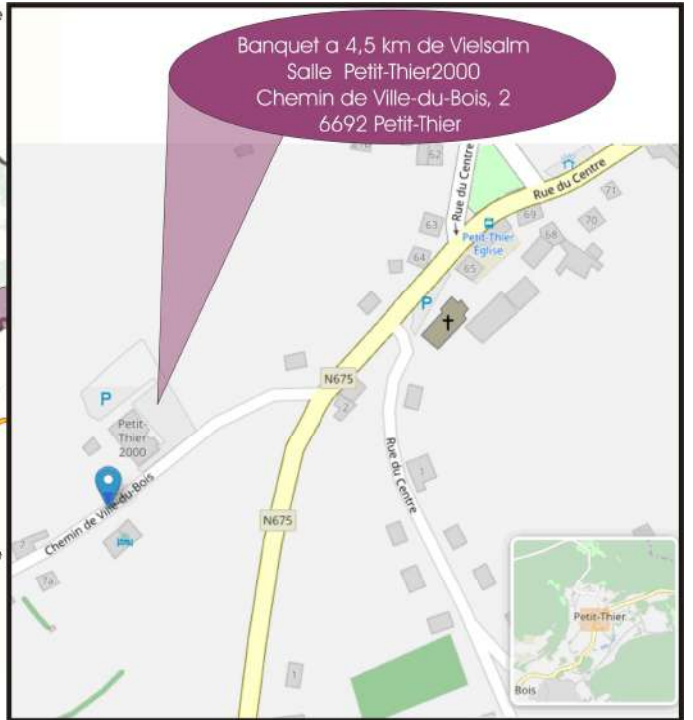 Banquet a 4,5 km de Vielsalm
Salle Petit-Thier2000
Chemin de Ville-du-Bois, 2
6692 Petit-Thier
62
Rue du Centre
Rue du Centre
71
63
69
70
Petit-Thier
Église
68
64
65
P
N675
2
P
Petit-
Thier
2000
Rue du Centre
1
Chemin de Ville-du-Bois
N675
7a
Petit-Thier
1
Bois